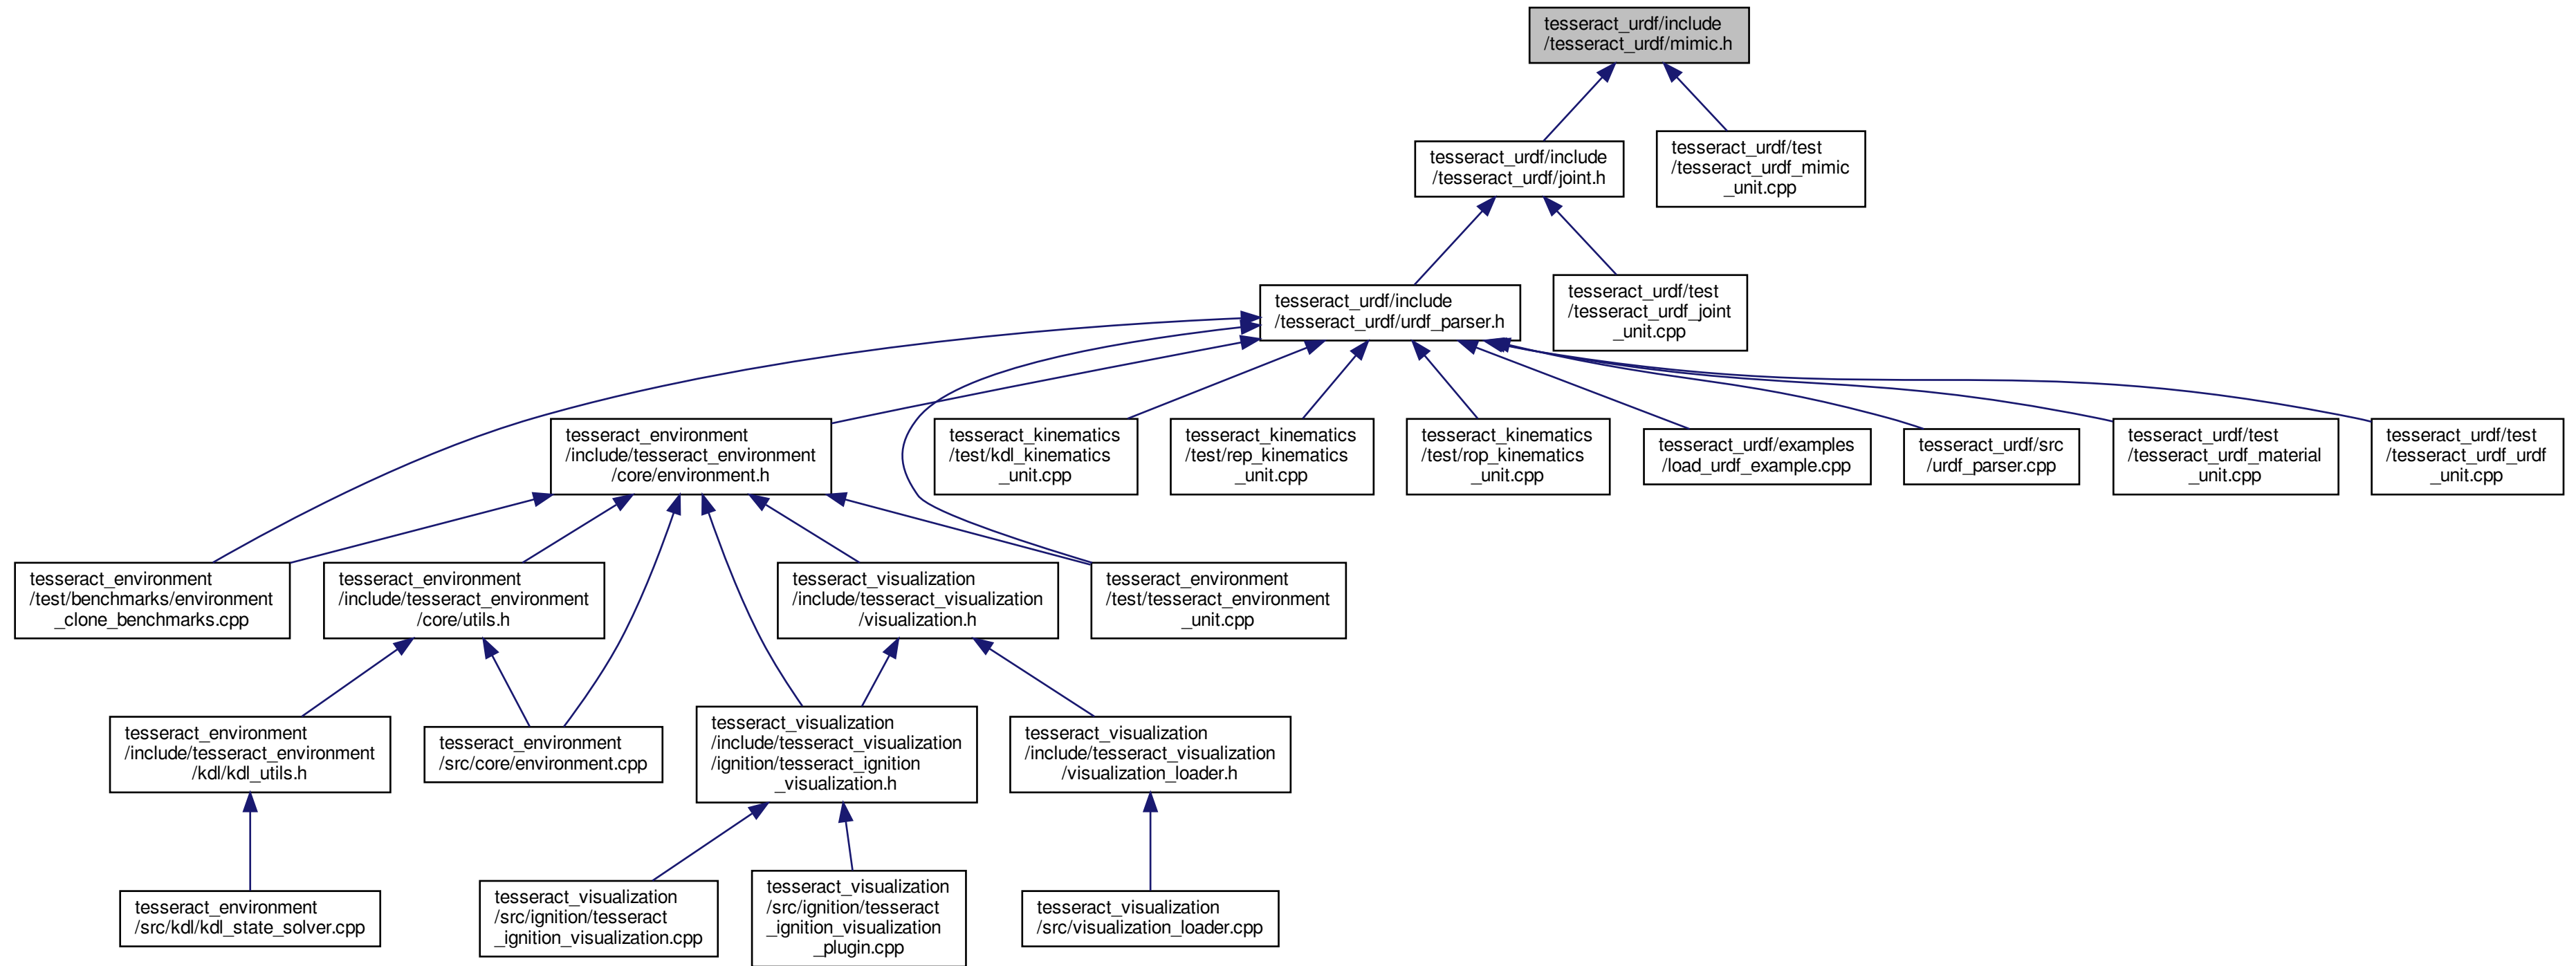 tesseract_urdf/include
/tesseract_urdf/mimic.h
tesseract_urdf/include
/tesseract_urdf/joint.h
tesseract_urdf/test
/tesseract_urdf_mimic
_unit.cpp
tesseract_urdf/include
/tesseract_urdf/urdf_parser.h
tesseract_urdf/test
/tesseract_urdf_joint
_unit.cpp
tesseract_environment
/include/tesseract_environment
/core/environment.h
tesseract_kinematics
/test/kdl_kinematics
_unit.cpp
tesseract_kinematics
/test/rep_kinematics
_unit.cpp
tesseract_kinematics
/test/rop_kinematics
_unit.cpp
tesseract_urdf/examples
/load_urdf_example.cpp
tesseract_urdf/src
/urdf_parser.cpp
tesseract_urdf/test
/tesseract_urdf_material
_unit.cpp
tesseract_urdf/test
/tesseract_urdf_urdf
_unit.cpp
tesseract_environment
/test/benchmarks/environment
_clone_benchmarks.cpp
tesseract_environment
/include/tesseract_environment
/core/utils.h
tesseract_visualization
/include/tesseract_visualization
/visualization.h
tesseract_environment
/test/tesseract_environment
_unit.cpp
tesseract_environment
/include/tesseract_environment
/kdl/kdl_utils.h
tesseract_environment
/src/core/environment.cpp
tesseract_visualization
/include/tesseract_visualization
/ignition/tesseract_ignition
_visualization.h
tesseract_visualization
/include/tesseract_visualization
/visualization_loader.h
tesseract_environment
/src/kdl/kdl_state_solver.cpp
tesseract_visualization
/src/ignition/tesseract
_ignition_visualization.cpp
tesseract_visualization
/src/ignition/tesseract
_ignition_visualization
_plugin.cpp
tesseract_visualization
/src/visualization_loader.cpp